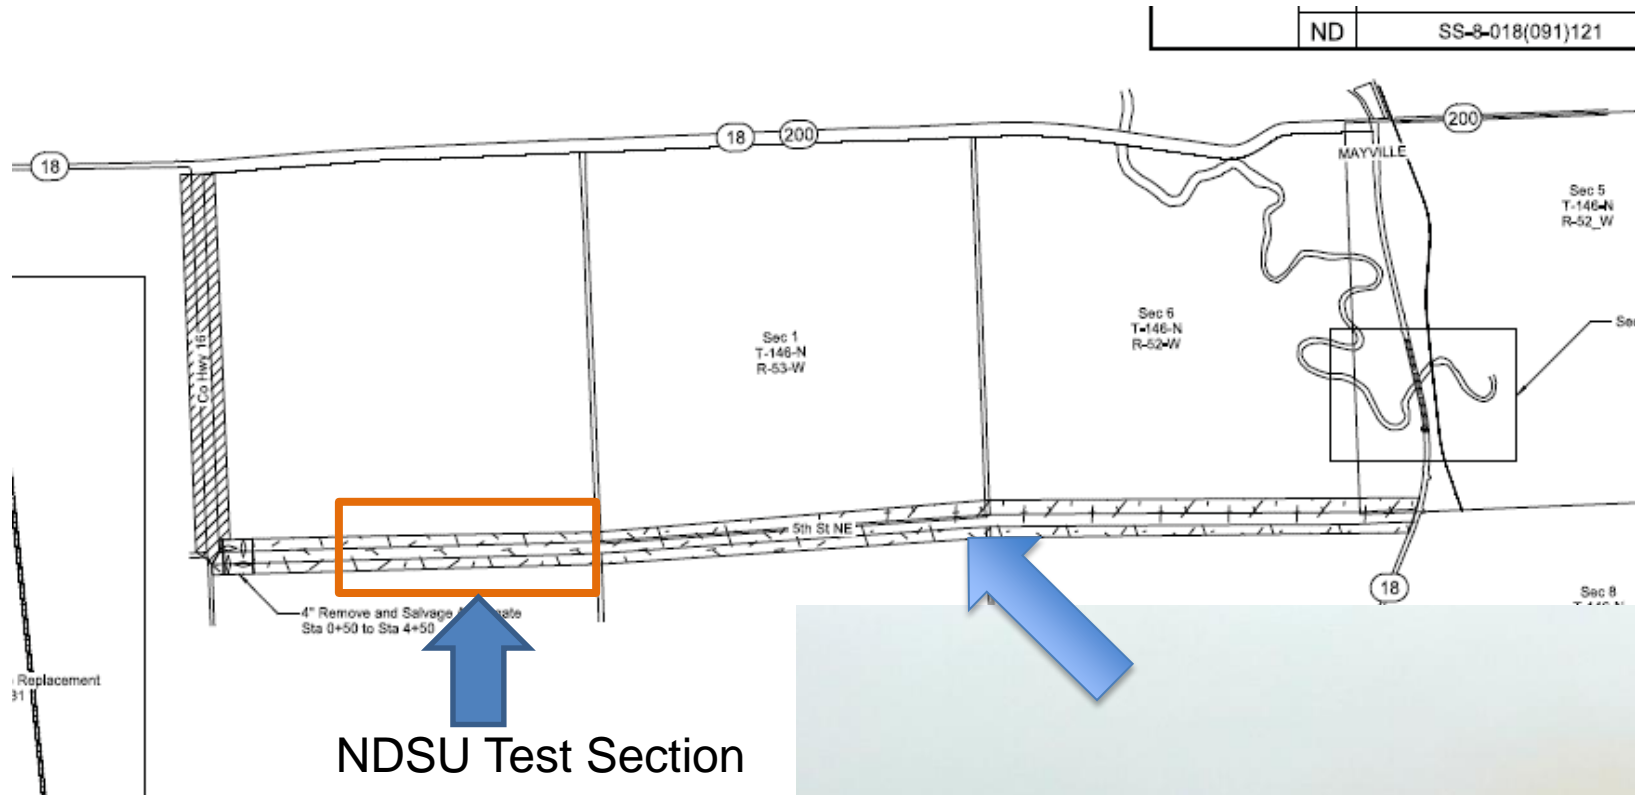 ND SS-8-018(091)121
18
18 200
200
MAYVILLE
Sec 5
T-146-N
R-52_W
Co Hwy 16
Sec 1
T-146-N
R-53-W
Sec 6
T-146-N
R-52-W
5th St NE
18
4" Remove and Salvage
Sta 0+50 to Sta 4+50
Sec 8
Replacement
NDSU Test Section